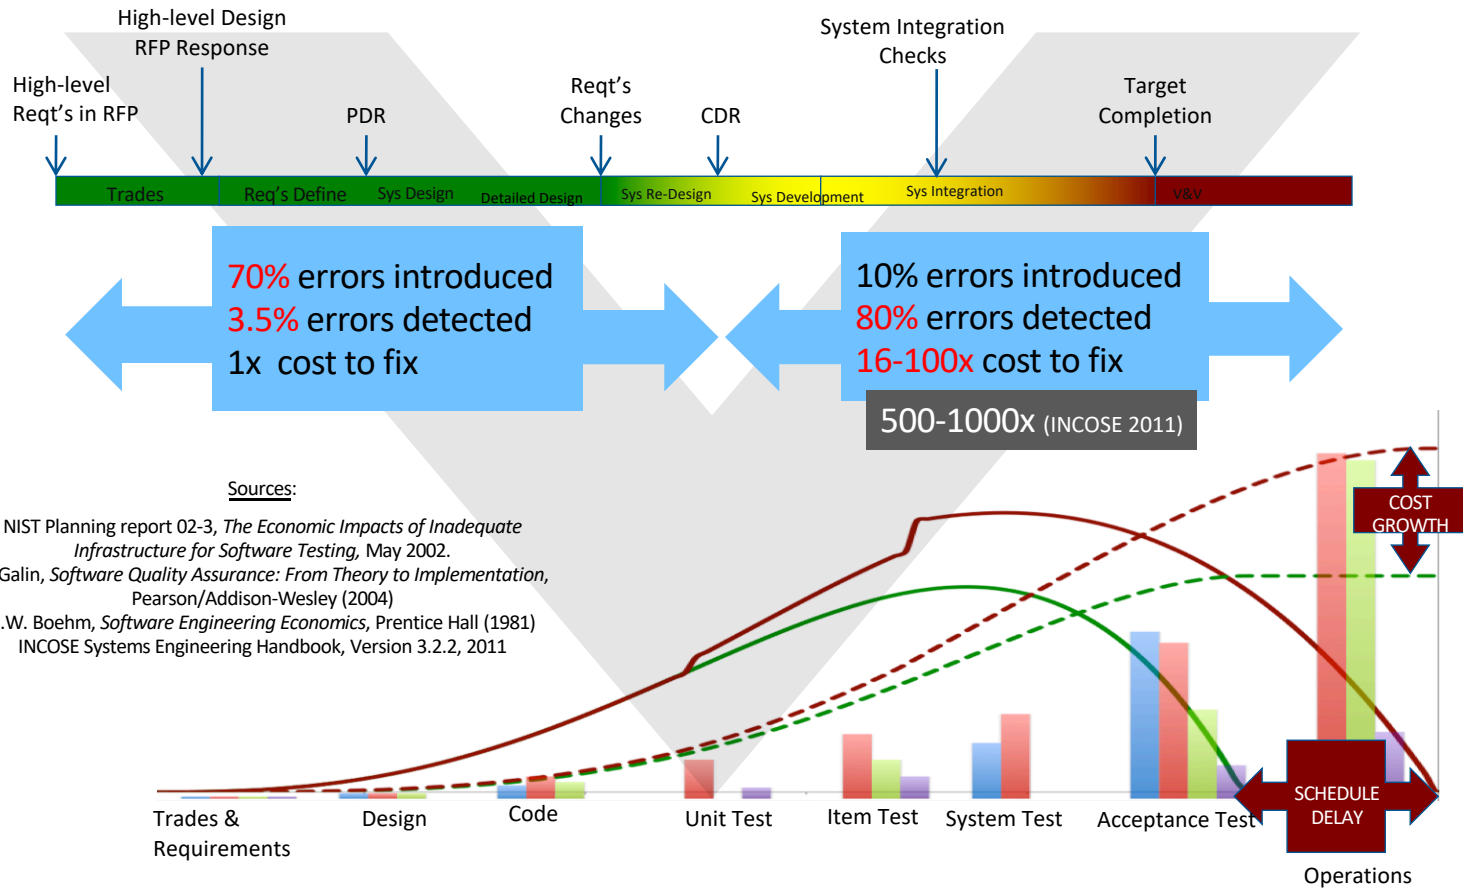 High-level Design
RFP Response
System Integration
Checks
High-level
Reqt's in RFP
PDR
Reqt's
Changes
CDR
Target
Completion
Trades
Req's Define
Sys Design
Detailed Design
Sys Re-Design
Sys Development
Sys Integration
V&V
70% errors introduced
3.5% errors detected
1x cost to fix
10% errors introduced
80% errors detected
16-100x cost to fix
500-1000x (INCOSE 2011)
Sources:
NIST Planning report 02-3, The Economic Impacts of Inadequate
Infrastructure for Software Testing, May 2002.
Galin, Software Quality Assurance: From Theory to Implementation,
Pearson/Addison-Wesley (2004)
.W. Boehm, Software Engineering Economics, Prentice Hall (1981)
INCOSE Systems Engineering Handbook, Version 3.2.2, 2011
COST
GROWTH
SCHEDULE
DELAY
Trades &
Requirements
Design
Code
Unit Test
Item Test
System Test
Acceptance Test
Operations